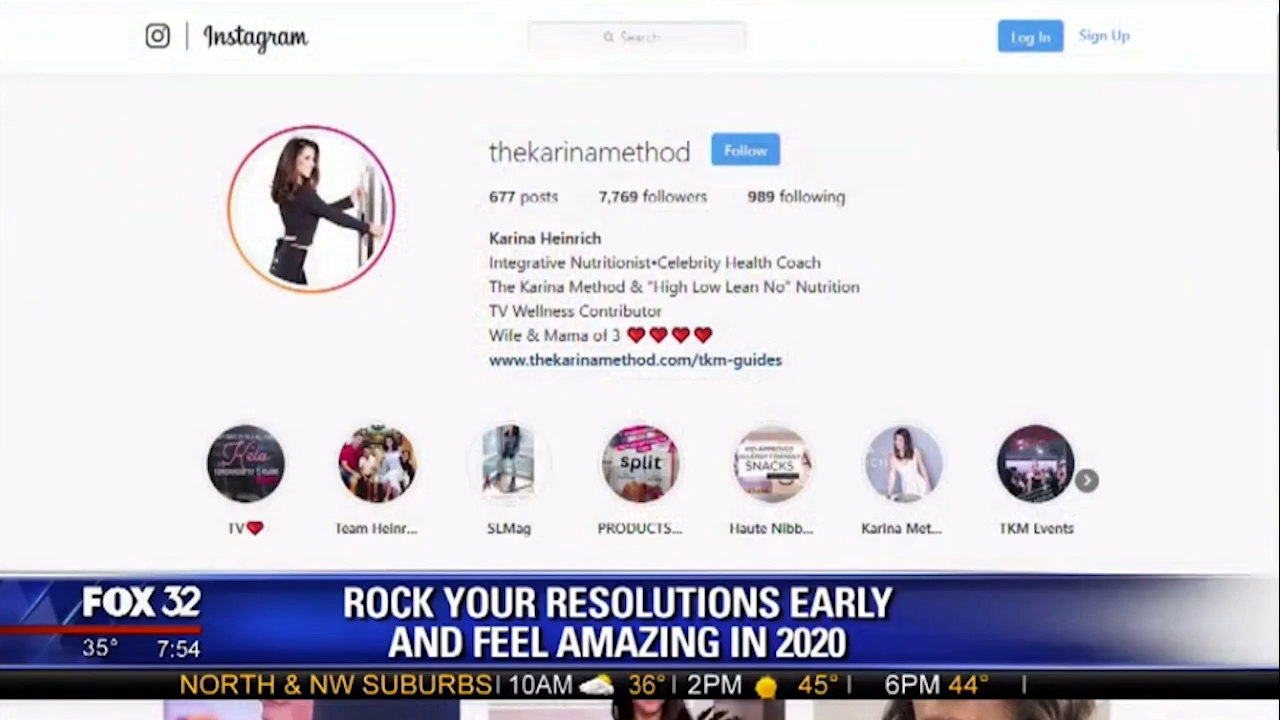 Instagram
Search
Log In
Sign Up
thekarinamethod
Follow
677 posts
7,769 followers
989 following
Karina Heinrich
Integrative Nutritionist•Celebrity Health Coach
The Karina Method & "High Low Lean No" Nutrition
TV Wellness Contributor
Wife & Mama of 3 ❤️❤️❤️❤️
www.thekarinamethod.com/tkm-guides
Keto
split
SNACKS
TV❤️
Team Heinr...
SLMag
PRODUCTS...
Haute Nibb...
Karina Met...
TKM Events
FOX 32
35° 7:54
ROCK YOUR RESOLUTIONS EARLY
AND FEEL AMAZING IN 2020
NORTH & NW SUBURBS | 10AM 36° | 2PM 45° | 6PM 44° |